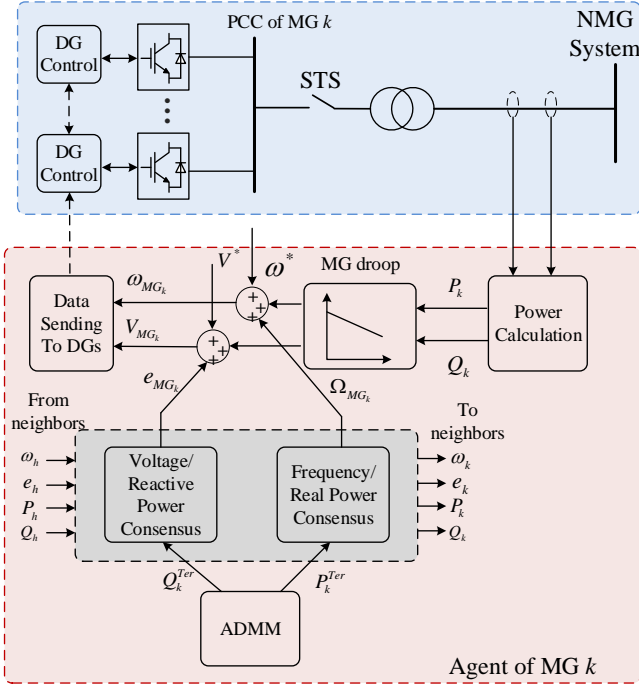 DG
Control
DG
Control
PCC of MG k
STS
NMG
System
ω_{MG_k}
V^*
ω^*
MG droop
P_k
Data
Sending
To DGs
V_{MG_k}
+
+
+
+
+
+
Power
Calculation
Q_k
e_{MG_k}
Ω_{MG_k}
From
neighbors
ω_h
e_h
P_h
Q_h
Voltage/
Reactive
Power
Consensus
Frequency/
Real Power
Consensus
To
neighbors
ω_k
e_k
P_k
Q_k
Q_k^{Ter}
P_k^{Ter}
ADMM
Agent of MG k